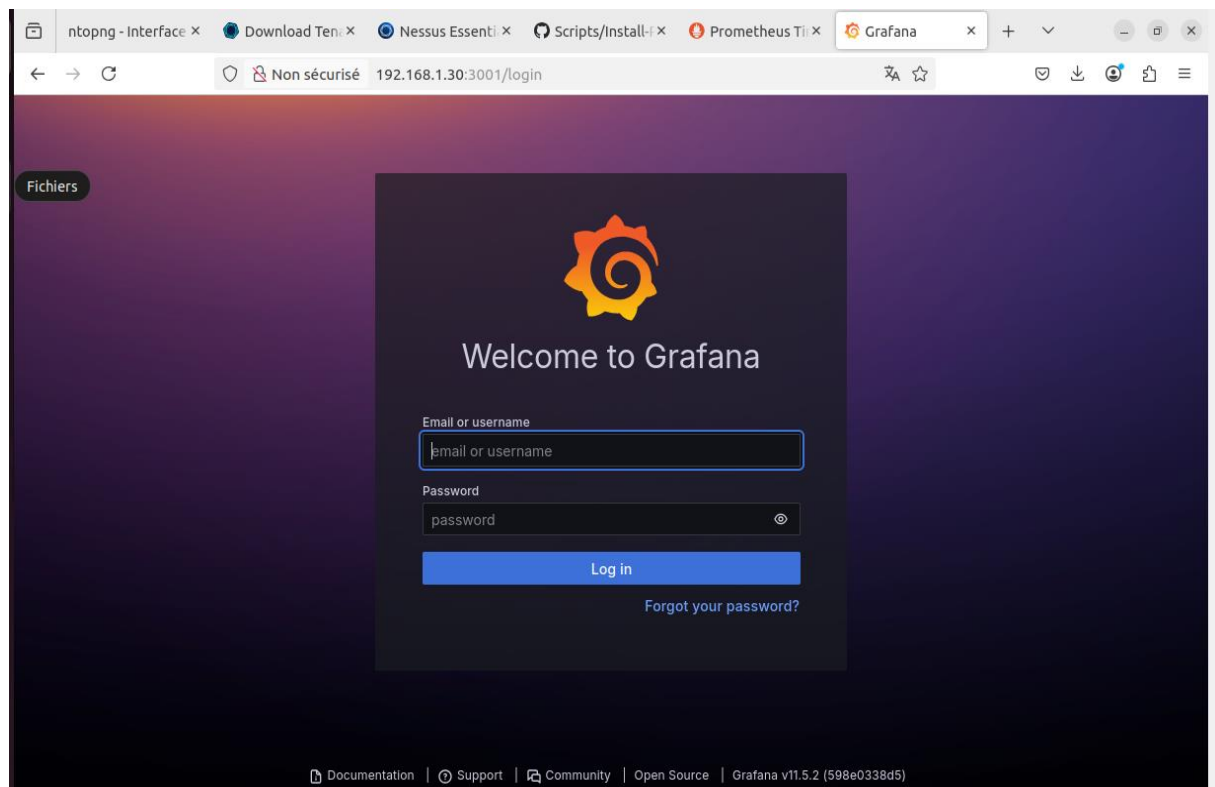 ntopng - Interface
Download Ten
Nessus Essenti
Scripts/Install-
Prometheus Ti
Grafana
Non sécurisé 192.168.1.30:3001/login
Fichiers
Welcome to Grafana
Email or username
email or username
Password
password
Log in
Forgot your password?
Documentation | Support | Community | Open Source | Grafana v11.5.2 (598e0338d5)